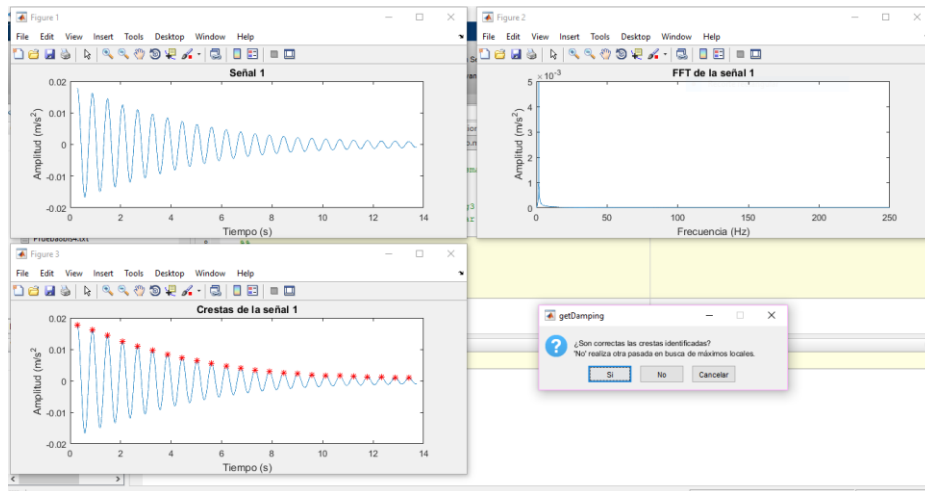 Figure 1
File Edit View Insert Tools Desktop Window Help
Señal 1
0.02
0.01
0
-0.01
-0.02
Amplitud (m/s²)
0 2 4 6 8 10 12 14
Tiempo (s)
Figure 2
File Edit View Insert Tools Desktop Window Help
×10⁻³
FFT de la señal 1
5
4
3
2
1
0
Amplitud (m/s²)
0 50 100 150 200 250
Frecuencia (Hz)
Figure 3
File Edit View Insert Tools Desktop Window Help
Crestas de la señal 1
0.02
0.01
0
-0.01
-0.02
Amplitud (m/s²
0 2 4 6 8 10 12 14
Tiempo (s)
getDamping
¿Son correctas las crestas identificadas?
'No' realiza otra pasada en busca de máximos locales.
Si No Cancelar